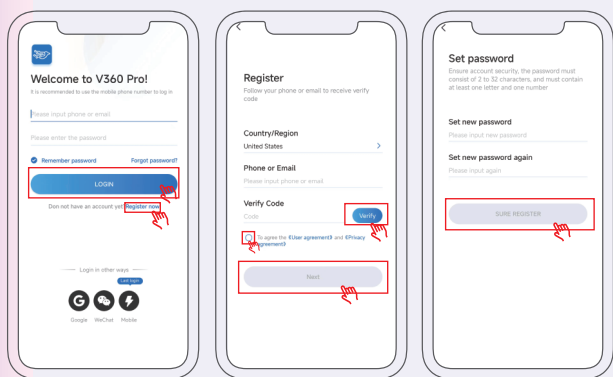 Welcome to V360 Pro!
It is recommended to use the mobile phone number to log in
Please input phone or email
Please enter the password
Remember password Forgot password?
LOGIN
Don not have an account yet Register now
Login in other ways
Last login
Google WeChat Mobile
Register
Follow your phone or email to receive verify
code
Country/Region
United States >
Phone or Email
Please input phone or email
Verify Code
Code Verify
To agree the 《User agreement》 and 《Privacy
agreement》
Next
Set password
Ensure account security, the password must
consist of 2 to 32 characters, and must contain
at least one letter and one number
Set new password
Please input new password
Set new password again
Please input again
SURE REGISTER